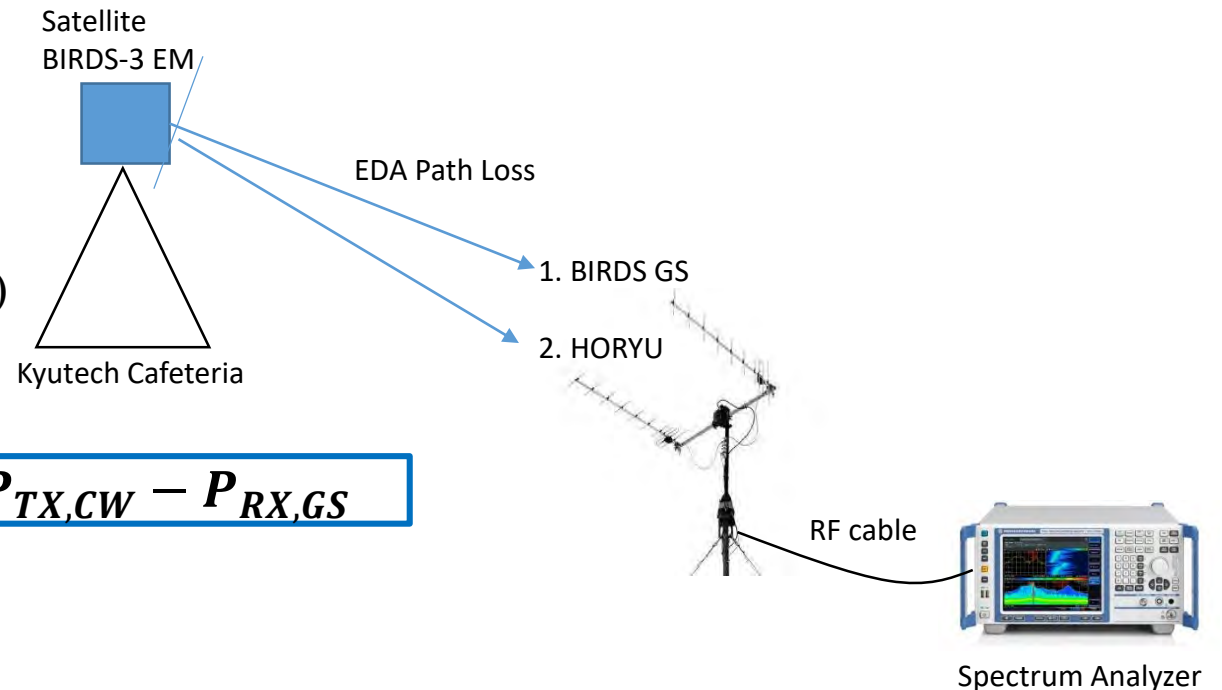 Satellite
BIRDS-3 EM
EDA Path Loss
1. BIRDS GS
)
2. HORYU
Kyutech Cafeteria
P_{TX,CW} − P_{RX,GS}
RF cable
Spectrum Analyzer